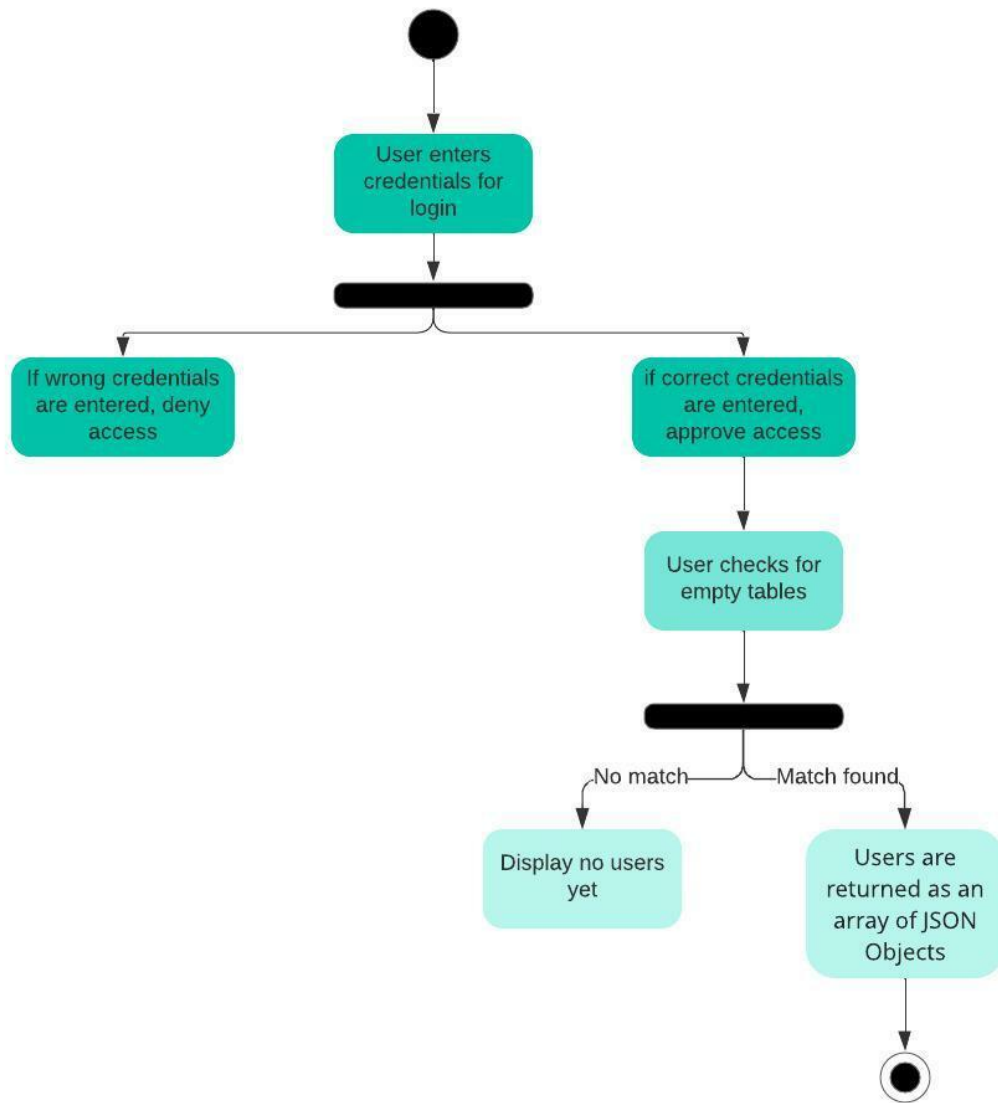 User enters
credentials for
login
If wrong credentials
are entered, deny
access
if correct credentials
are entered,
approve access
User checks for
empty tables
No match
Match found
Display no users
yet
Users are
returned as an
array of JSON
Objects